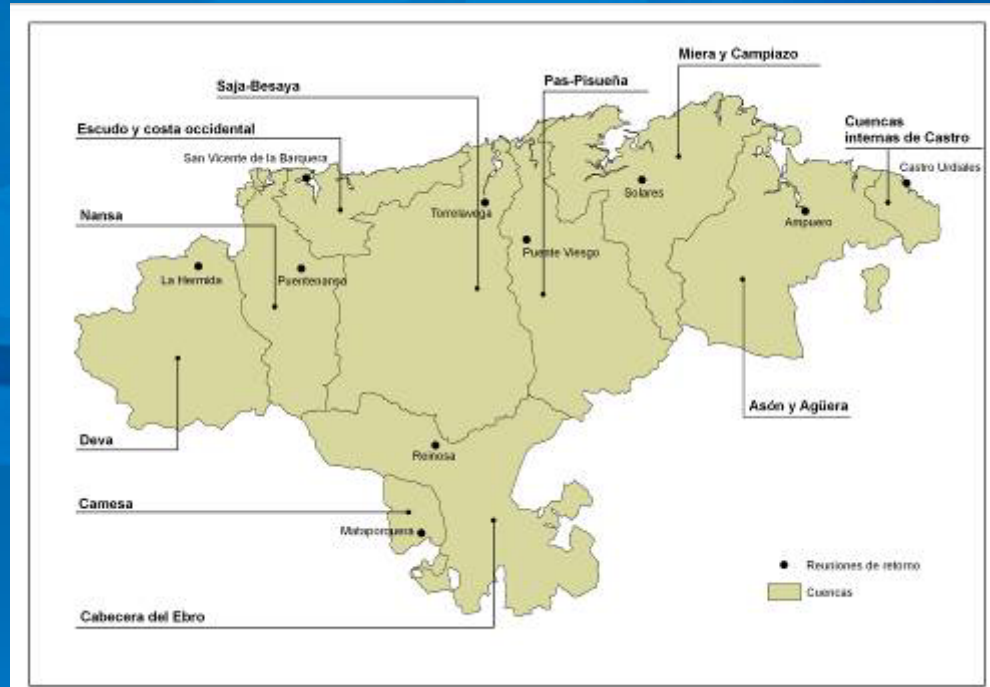 Miera y Campiazo
Pas-Pisueña
Saja-Besaya
Cuencas
internas de Castro
Escudo y costa occidental
San Vicente de la Barquera
Castro Urdiales
Solares
Torrelavega
Nansa
Ampuero
Puente Viesgo
La Hermida
Puentenansa
Asón y Agüera
Deva
Reinosa
Camesa
Mataporquera
Reuniones de retorno
Cuencas
Cabecera del Ebro